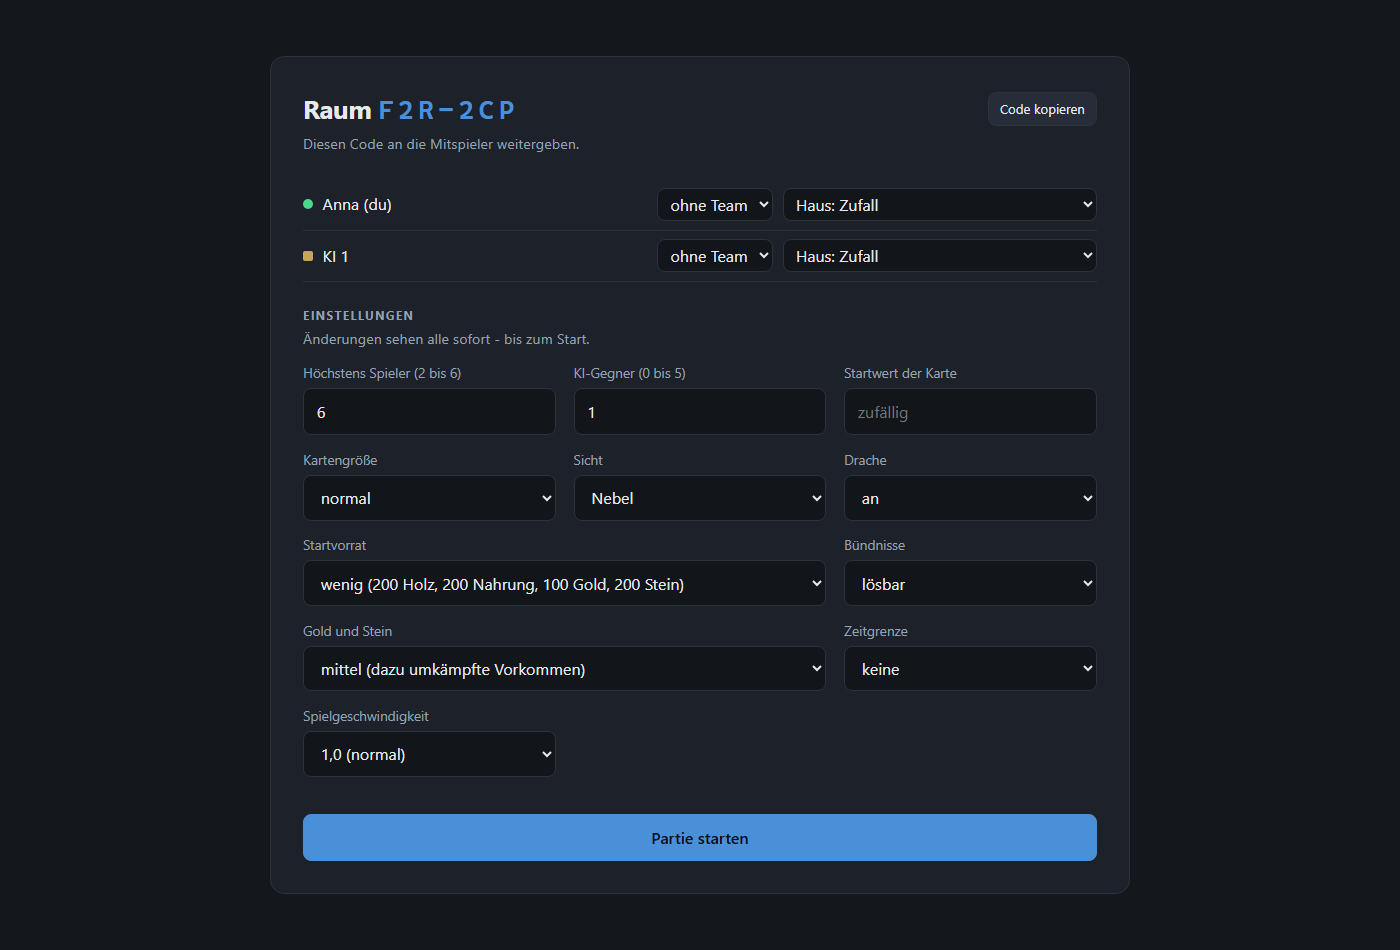 Raum F2R-2CP
Code kopieren
Diesen Code an die Mitspieler weitergeben.
Anna (du) ohne Team Haus: Zufall
KI 1 ohne Team Haus: Zufall
EINSTELLUNGEN
Änderungen sehen alle sofort - bis zum Start.
Höchstens Spieler (2 bis 6) KI-Gegner (0 bis 5) Startwert der Karte
6 1 zufällig
Kartengröße Sicht Drache
normal Nebel an
Startvorrat Bündnisse
wenig (200 Holz, 200 Nahrung, 100 Gold, 200 Stein) lösbar
Gold und Stein Zeitgrenze
mittel (dazu umkämpfte Vorkommen) keine
Spielgeschwindigkeit
1,0 (normal)
Partie starten